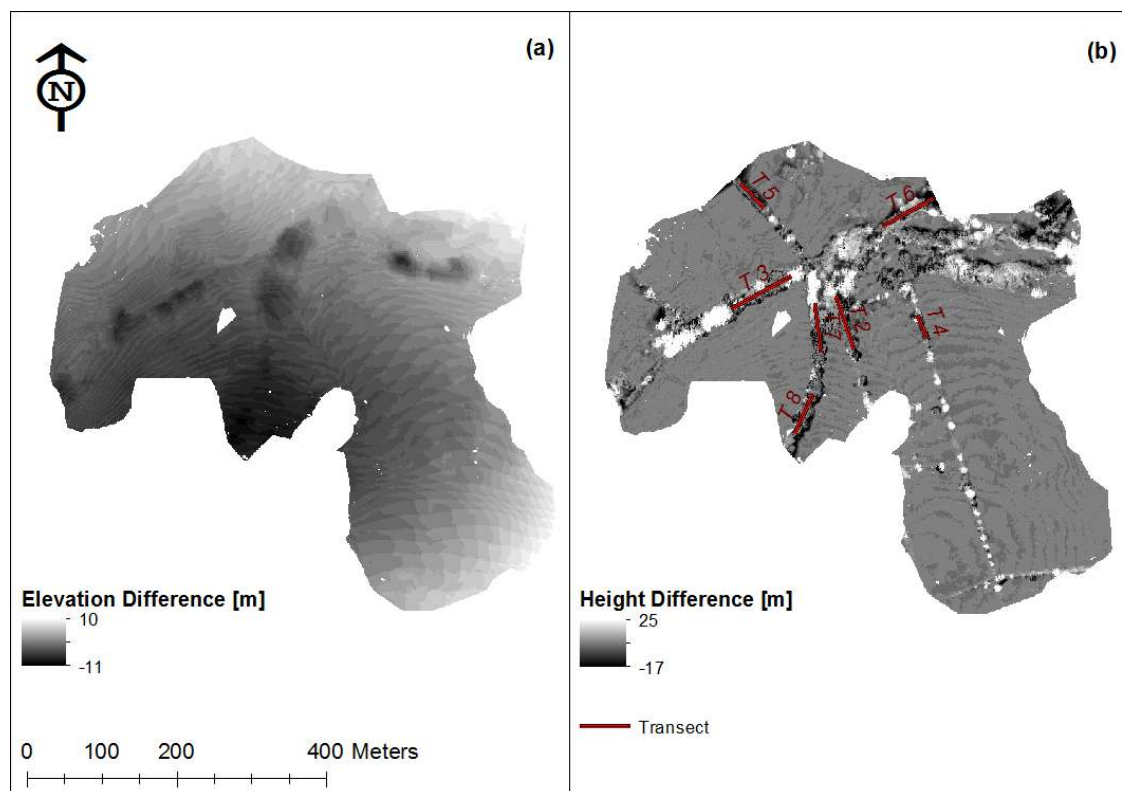 (a)
N
Elevation Difference [m]
10
-11
0 100 200 400 Meters
(b)
T 5
T 6
T 3
T 2
T 4
T 8
Height Difference [m]
25
-17
Transect